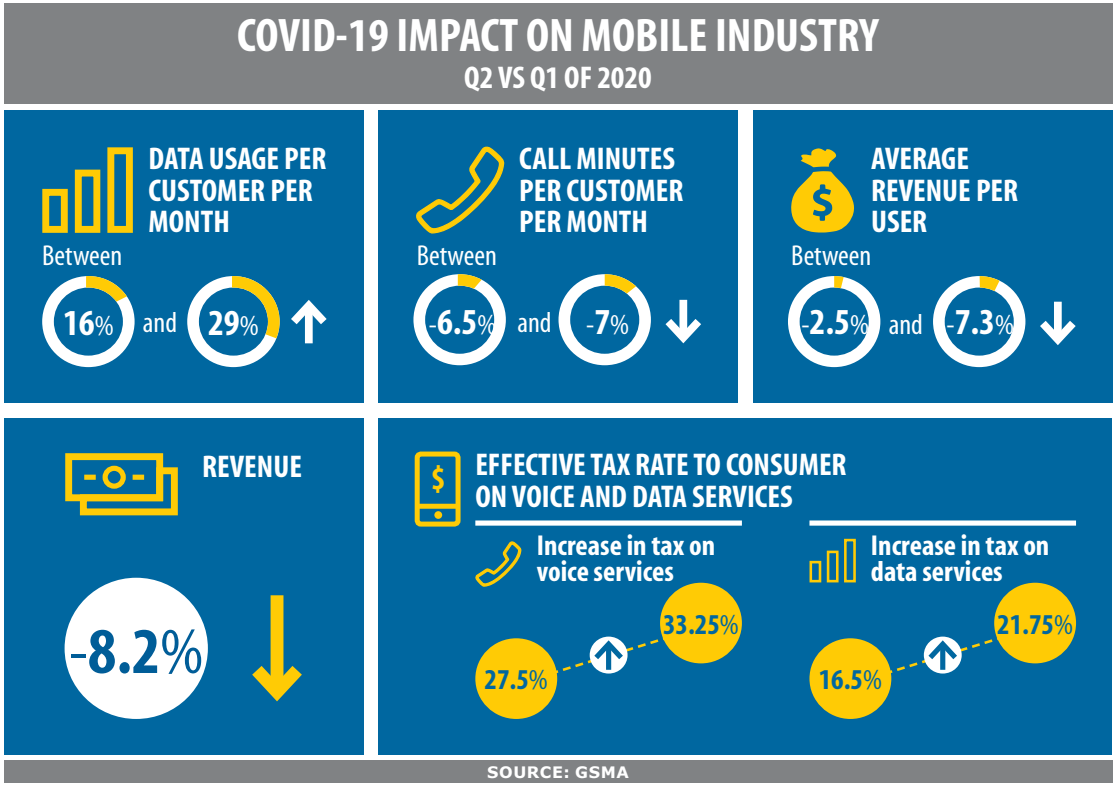 COVID-19 IMPACT ON MOBILE INDUSTRY
Q2 VS Q1 OF 2020
DATA USAGE PER
CUSTOMER PER
MONTH
Between
16% and 29%
CALL MINUTES
PER CUSTOMER
PER MONTH
Between
-6.5% and -7%
$
AVERAGE
REVENUE PER
USER
Between
-2.5% and -7.3%
REVENUE
-8.2%
$
EFFECTIVE TAX RATE TO CONSUMER
ON VOICE AND DATA SERVICES
Increase in tax on
voice services
27.5%
33.25%
Increase in tax on
data services
16.5%
21.75%
SOURCE: GSMA